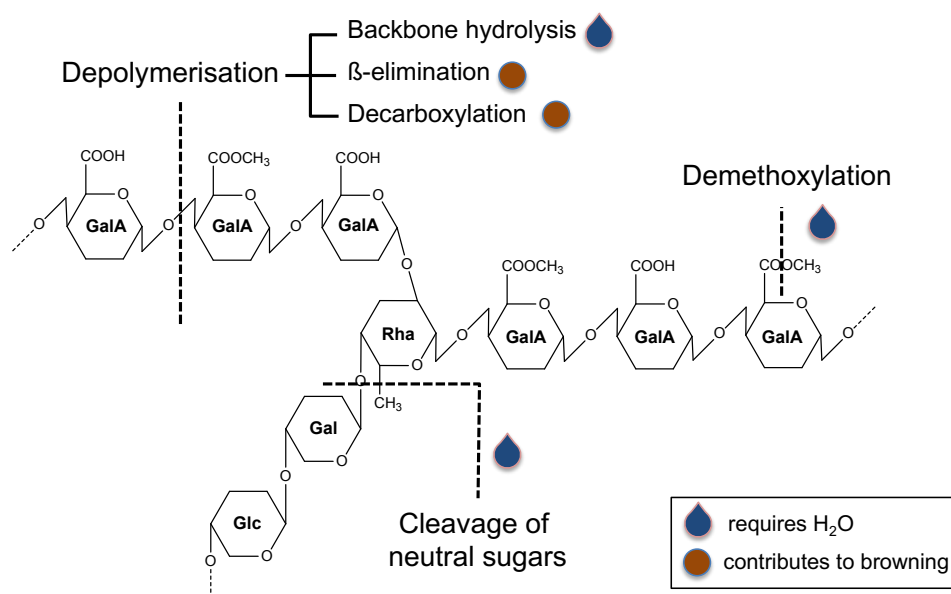 Backbone hydrolysis
Depolymerisation
ß-elimination
Decarboxylation
COOH
COOCH3
COOH
Demethoxylation
O
O
O
GalA
O
GalA
O
GalA
O
O
COOCH3
COOH
COOCH3
O
O
O
Rha
O
GalA
O
GalA
O
GalA
O
O
O
CH3
Gal
O
O
Glc
O
O
Cleavage of
neutral sugars
requires H2O
contributes to browning